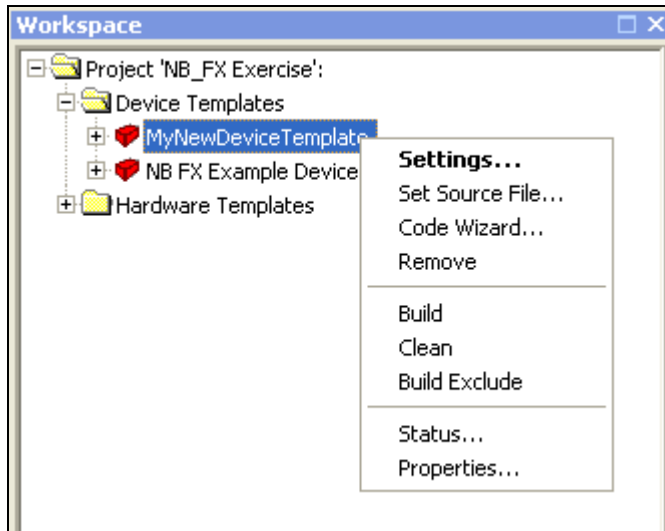 Workspace
Project 'NB_FX Exercise':
Device Templates
MyNewDeviceTemplate
NB FX Example Device
Hardware Templates
Settings...
Set Source File...
Code Wizard...
Remove
Build
Clean
Build Exclude
Status...
Properties...